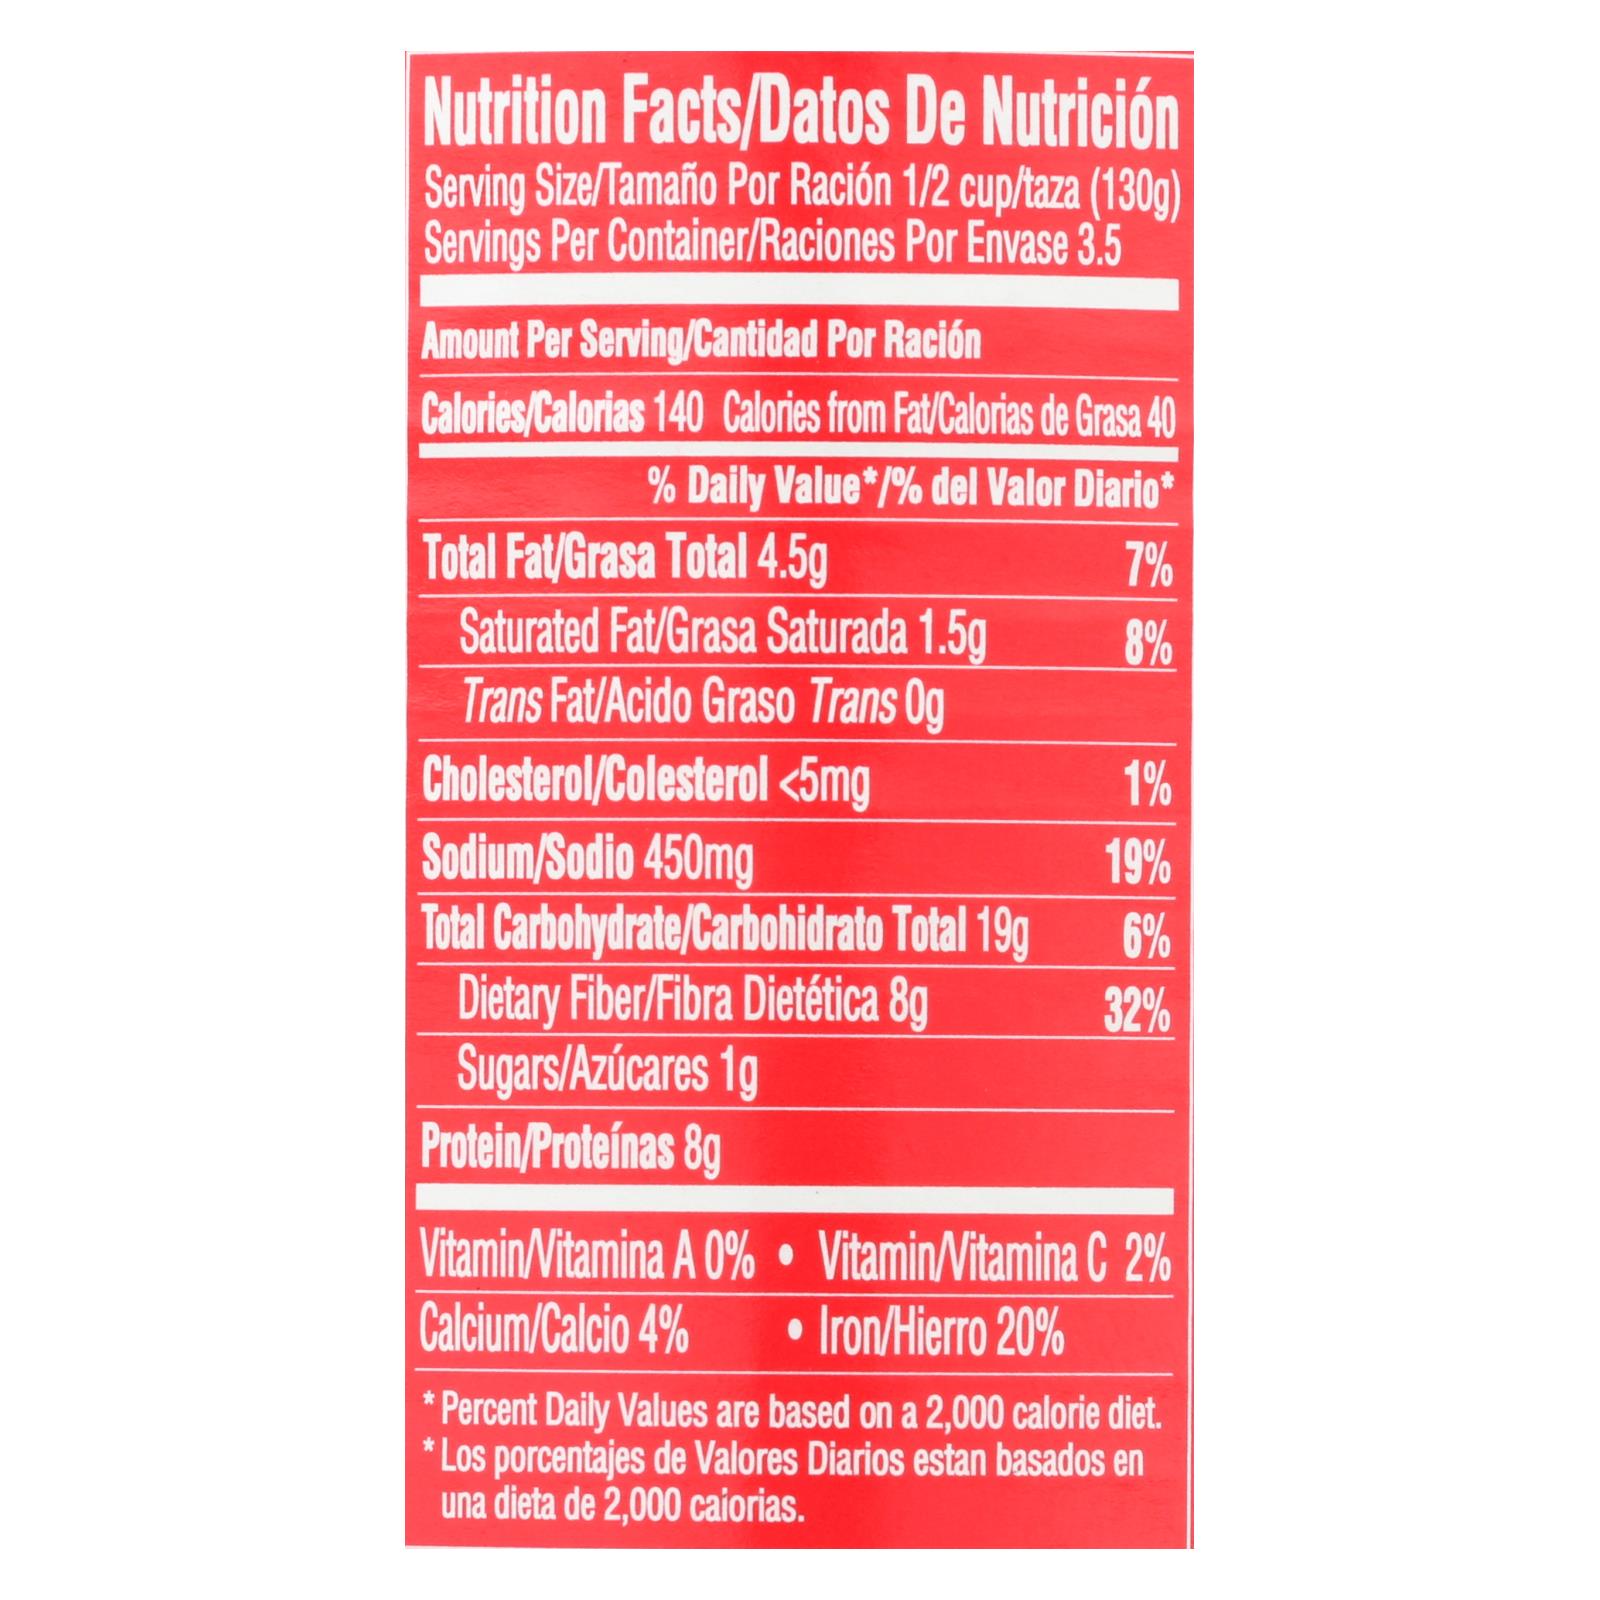 Nutrition Facts/Datos De Nutrición
Serving Size/Tamaño Por Ración 1/2 cup/taza (130g)
Servings Per Container/Raciones Por Envase 3.5
Amount Per Serving/Cantidad Por Ración
Calories/Calorias 140 Calories from Fat/Calorias de Grasa 40
% Daily Value*/% del Valor Diario*
Total Fat/Grasa Total 4.5g 7%
Saturated Fat/Grasa Saturada 1.5g 8%
Trans Fat/Acido Graso Trans 0g
Cholesterol/Colesterol <5mg 1%
Sodium/Sodio 450mg 19%
Total Carbohydrate/Carbohidrato Total 19g 6%
Dietary Fiber/Fibra Dietética 8g 32%
Sugars/Azúcares 1g
Protein/Proteínas 8g
Vitamin/Vitamina A 0% • Vitamin/Vitamina C 2%
Calcium/Calcio 4% • Iron/Hierro 20%
* Percent Daily Values are based on a 2,000 calorie diet.
* Los porcentajes de Valores Diarios estan basados en
una dieta de 2,000 calorias.